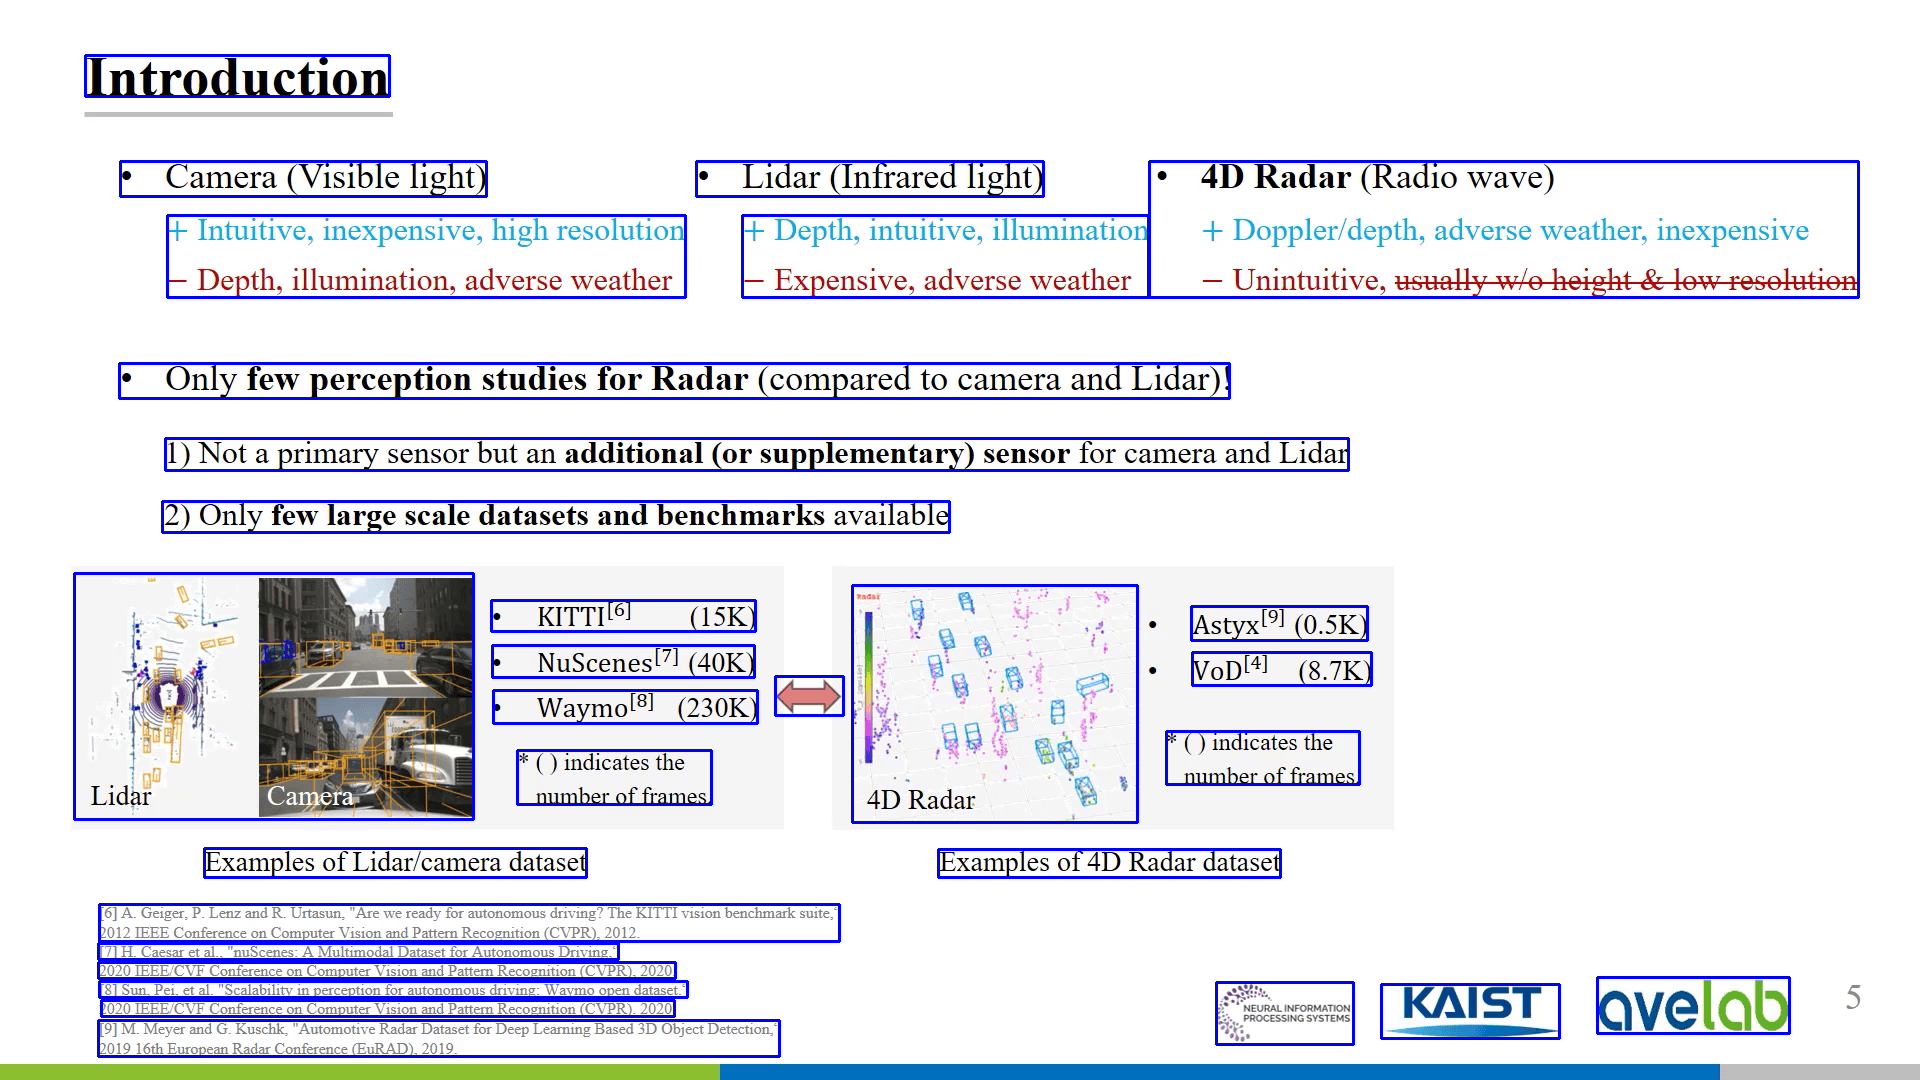 Introduction
• Camera (Visible light)
+ Intuitive, inexpensive, high resolution
− Depth, illumination, adverse weather
• Lidar (Infrared light)
+ Depth, intuitive, illumination
− Expensive, adverse weather
• 4D Radar (Radio wave)
+ Doppler/depth, adverse weather, inexpensive
− Unintuitive, usually w/o height & low resolution
• Only few perception studies for Radar (compared to camera and Lidar)!
1) Not a primary sensor but an additional (or supplementary) sensor for camera and Lidar
2) Only few large scale datasets and benchmarks available
Lidar
Camera
• KITTI[6] (15K)
• NuScenes[7] (40K)
• Waymo[8] (230K)
* ( ) indicates the
number of frames.
Radar
4D Radar
• Astyx[9] (0.5K)
• VoD[4] (8.7K)
* ( ) indicates the
number of frames.
Examples of Lidar/camera dataset
Examples of 4D Radar dataset
[6] A. Geiger, P. Lenz and R. Urtasun, "Are we ready for autonomous driving? The KITTI vision benchmark suite,"
2012 IEEE Conference on Computer Vision and Pattern Recognition (CVPR), 2012.
[7] H. Caesar et al., "nuScenes: A Multimodal Dataset for Autonomous Driving,"
2020 IEEE/CVF Conference on Computer Vision and Pattern Recognition (CVPR), 2020
[8] Sun, Pei, et al. "Scalability in perception for autonomous driving: Waymo open dataset."
2020 IEEE/CVF Conference on Computer Vision and Pattern Recognition (CVPR), 2020
[9] M. Meyer and G. Kuschk, "Automotive Radar Dataset for Deep Learning Based 3D Object Detection,"
2019 16th European Radar Conference (EuRAD), 2019.
NEURAL INFORMATION
PROCESSING SYSTEMS
KAIST
avelab
5